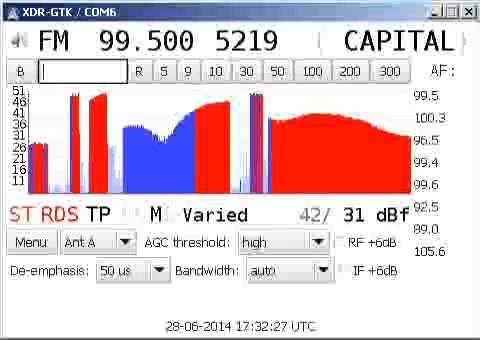 XDR-GTK / COM6
FM 99.500 5219 ( CAPITAL )
B R 5 9 10 30 50 100 200 300 AF:
51
46
41
36
31
26
21
16
11
99.5
100.3
96.5
99.4
99.6
92.5
89.0
105.6
ST RDS TP M Varied 42/ 31 dBf
Menu Ant A AGC threshold: high RF +6dB
De-emphasis: 50 us Bandwidth: auto IF +6dB
28-06-2014 17:32:27 UTC